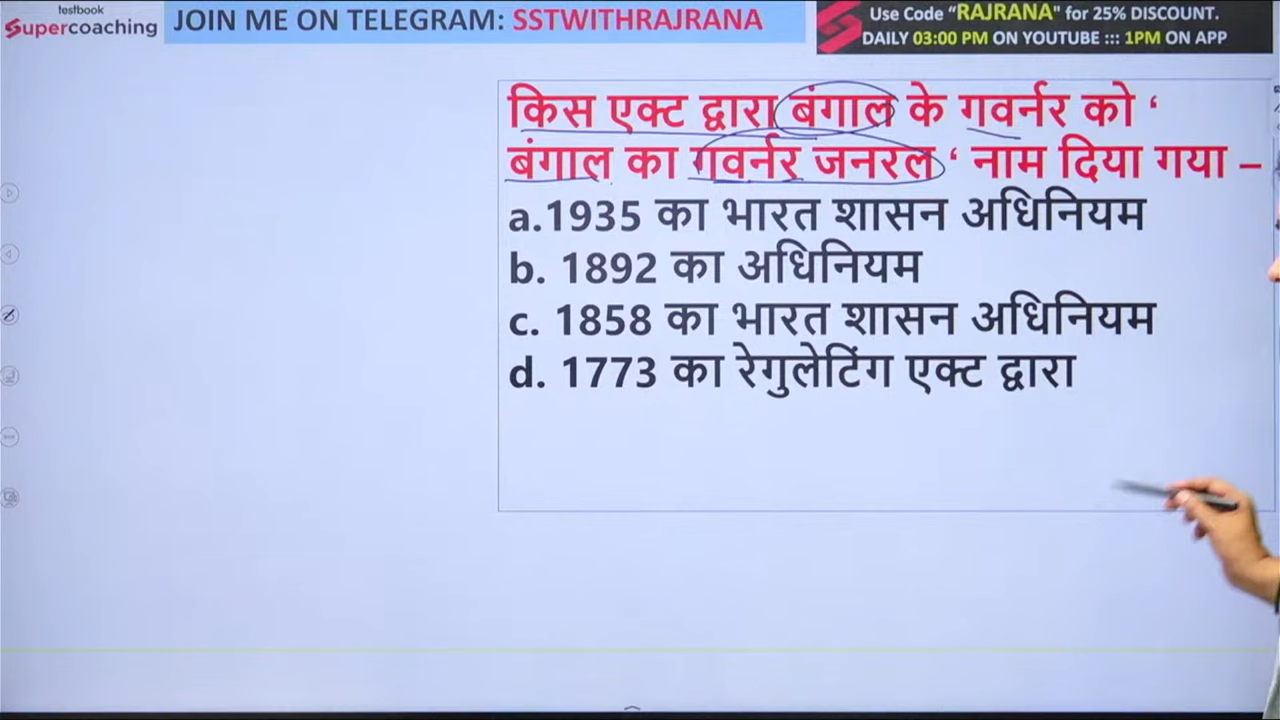 testbook
Supercoaching
JOIN ME ON TELEGRAM: SSTWITHRAJRANA
Use Code “RAJRANA" for 25% DISCOUNT.
DAILY 03:00 PM ON YOUTUBE ::: 1PM ON APP
किस एक्ट द्वारा बंगाल के गवर्नर को ‘
बंगाल का गवर्नर जनरल ‘ नाम दिया गया –
a.1935 का भारत शासन अधिनियम
b. 1892 का अधिनियम
c. 1858 का भारत शासन अधिनियम
d. 1773 का रेगुलेटिंग एक्ट द्वारा